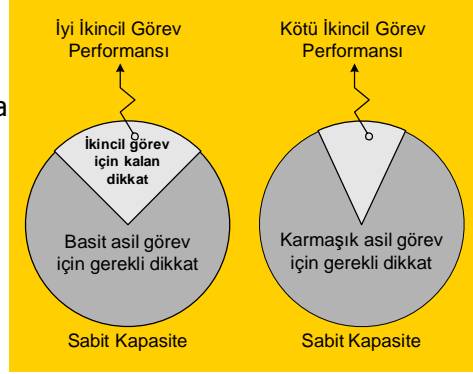 İyi İkincil Görev
Performansı
Kötü İkincil Görev
Performansı
a
İkincil görev
için kalan
dikkat
Basit asil görev
için gerekli dikkat
Karmaşık asil görev
için gerekli dikkat
Sabit Kapasite
Sabit Kapasite